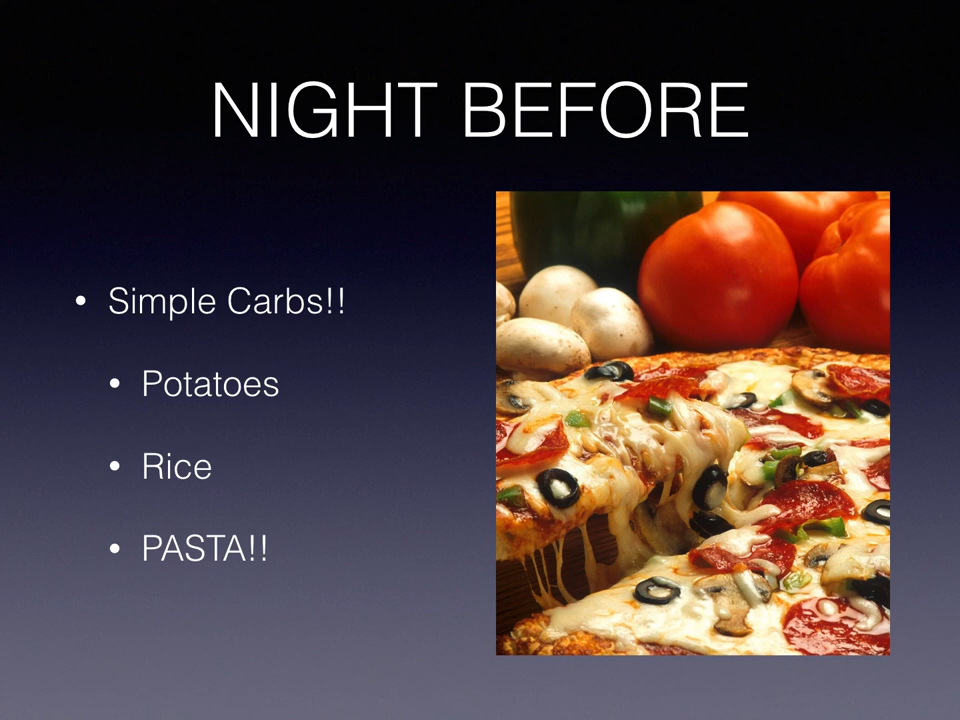 NIGHT BEFORE
• Simple Carbs!!
• Potatoes
• Rice
• PASTA!!